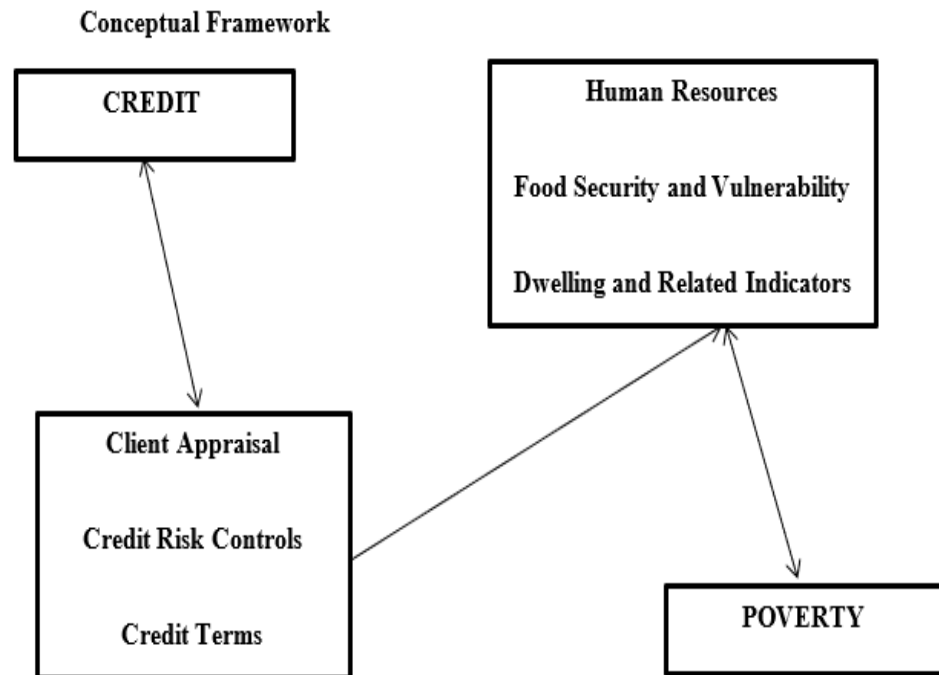 Conceptual Framework
CREDIT
Human Resources
Food Security and Vulnerability
Dwelling and Related Indicators
Client Appraisal
Credit Risk Controls
Credit Terms
POVERTY